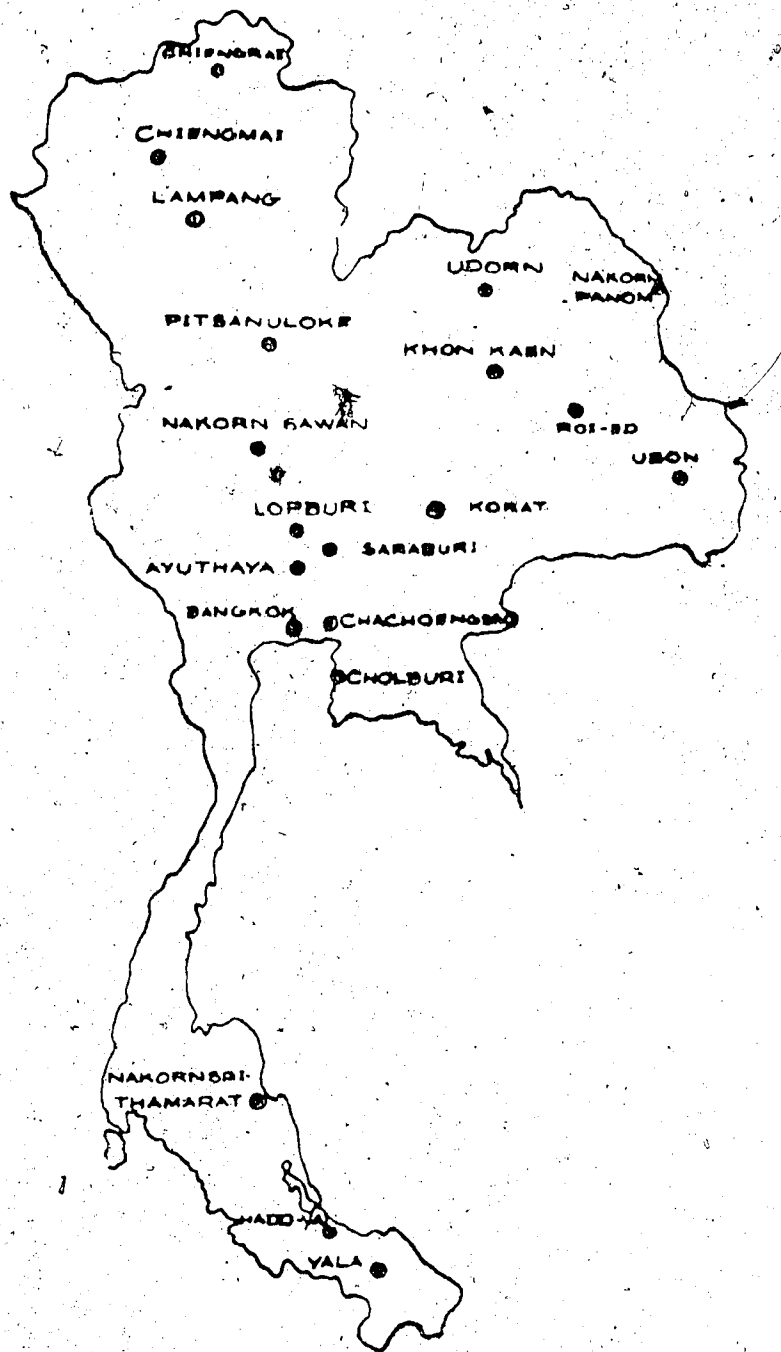 CHIENGRAI
CHIENGMAI
LAMPANG
UDORN
NAKORN
PANOM
PITSANULOKE
KHON KAEN
ROI-ED
NAKORN SAWAN
UBON
LOPBURI
KORAT
SARABURI
AYUTHAYA
BANGKOK
CHACHOENGSAO
CHOLBURI
NAKORNSRI-
THAMARAT
HADD-YAI
YALA